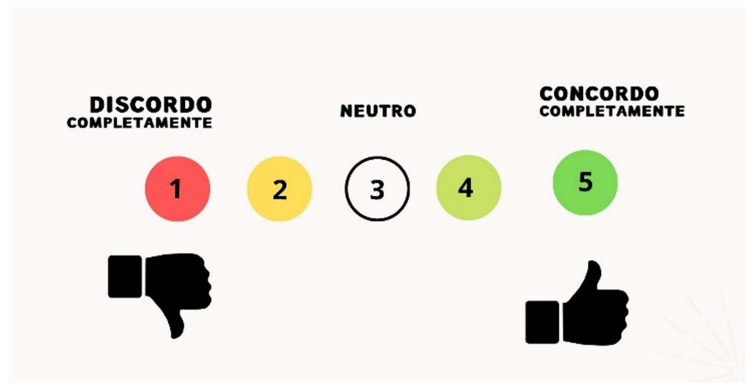 DISCORDO
COMPLETAMENTE
NEUTRO
CONCORDO
COMPLETAMENTE
1
2
3
4
5